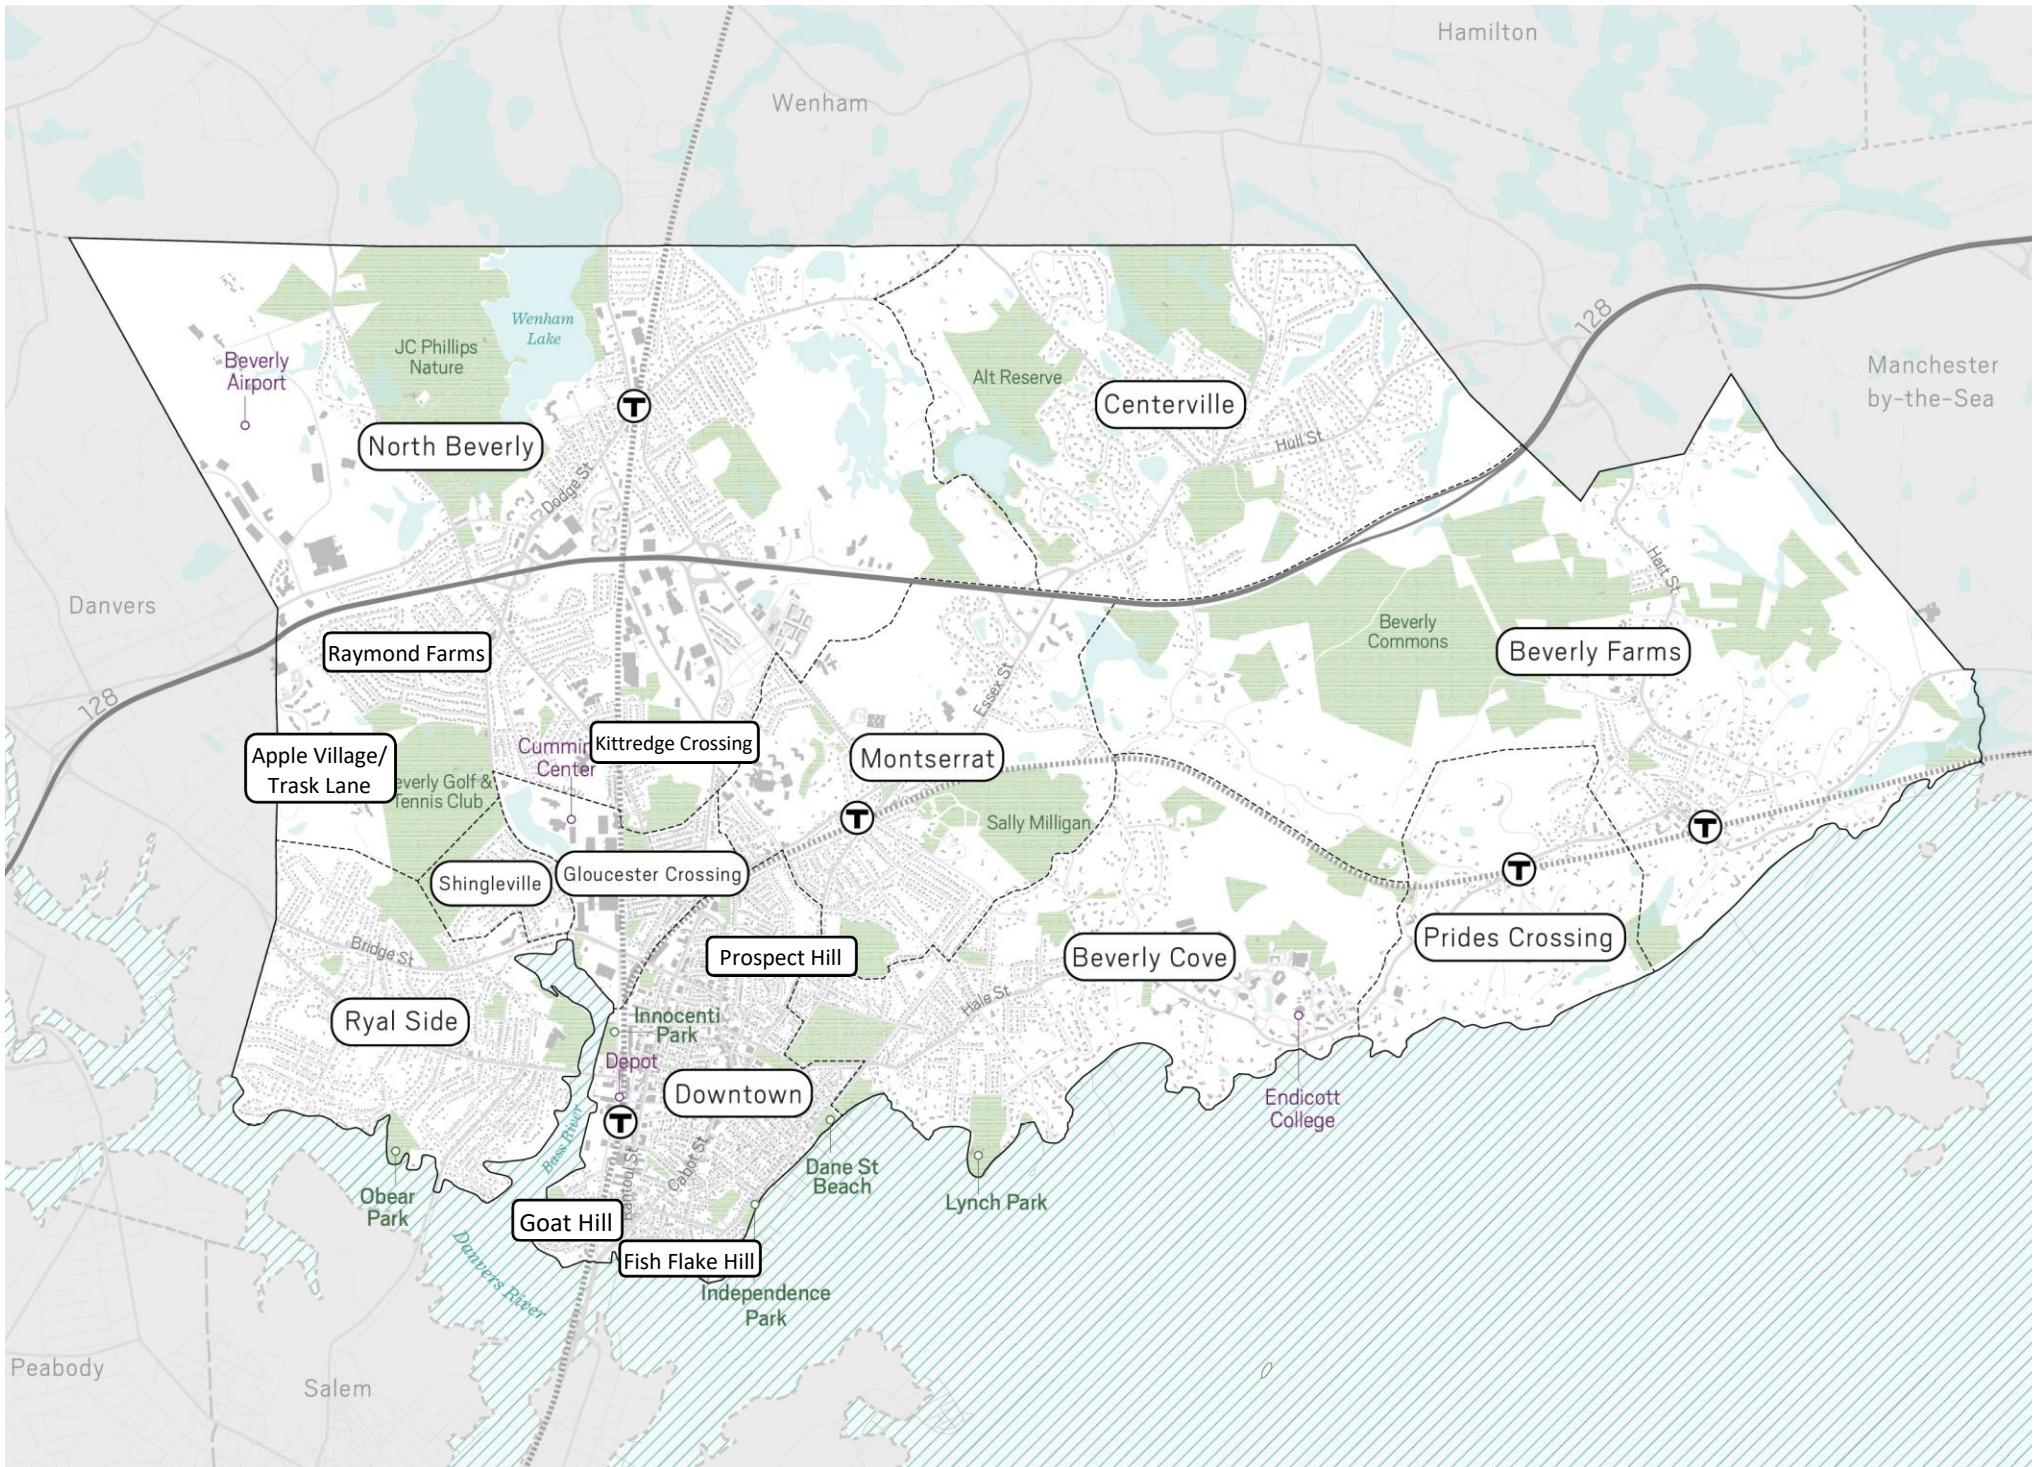 Hamilton
Wenham
128
Wenham
Lake
JC Phillips
Nature
Beverly
Airport
Alt Reserve
Manchester
by-the-Sea
Centerville
North Beverly
Hull St
Dodge St
Hart St
Danvers
Beverly
Commons
Raymond Farms
Beverly Farms
Essex St
128
Kittredge Crossing
Apple Village/
Trask Lane
Center
Montserrat
Tennis Club
Sally Milligan
T
T
T
T
T
Shingleville
Gloucester Crossing
Prides Crossing
Bridge St
Prospect Hill
Beverly Cove
Hale St
Ryal Side
Innocenti
Park
Depot
Downtown
Endicott
College
Bass River
Rantoul St
Cabot St
Dane St
Beach
Obear
Park
Lynch Park
Goat Hill
Danvers River
Fish Flake Hill
Independence
Park
Peabody
Salem